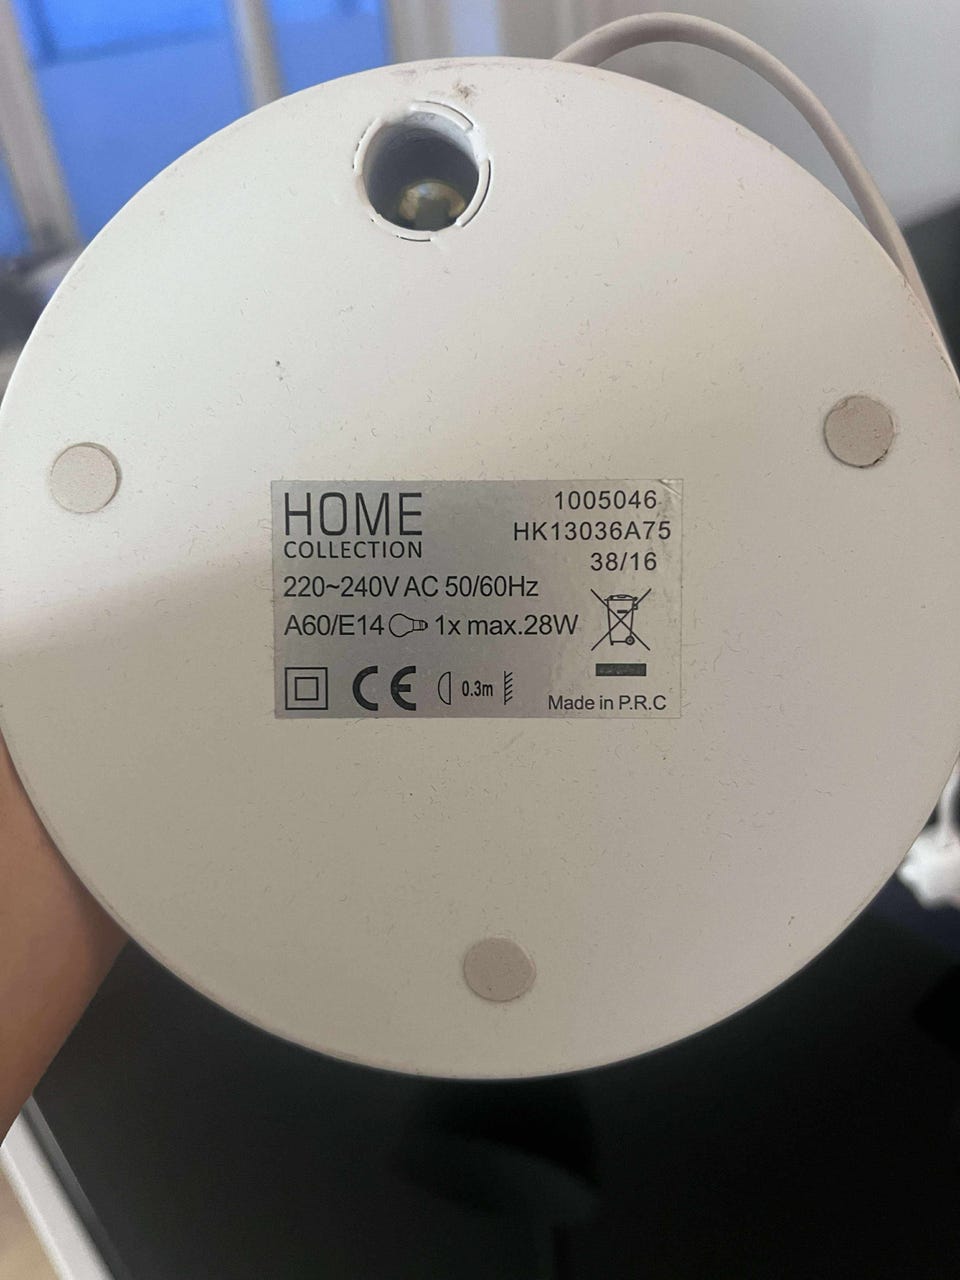 HOME
COLLECTION
1005046
HK13036A75
38/16
220~240V AC 50/60Hz
A60/E14 1x max.28W
CE 0.3m
Made in P.R.C